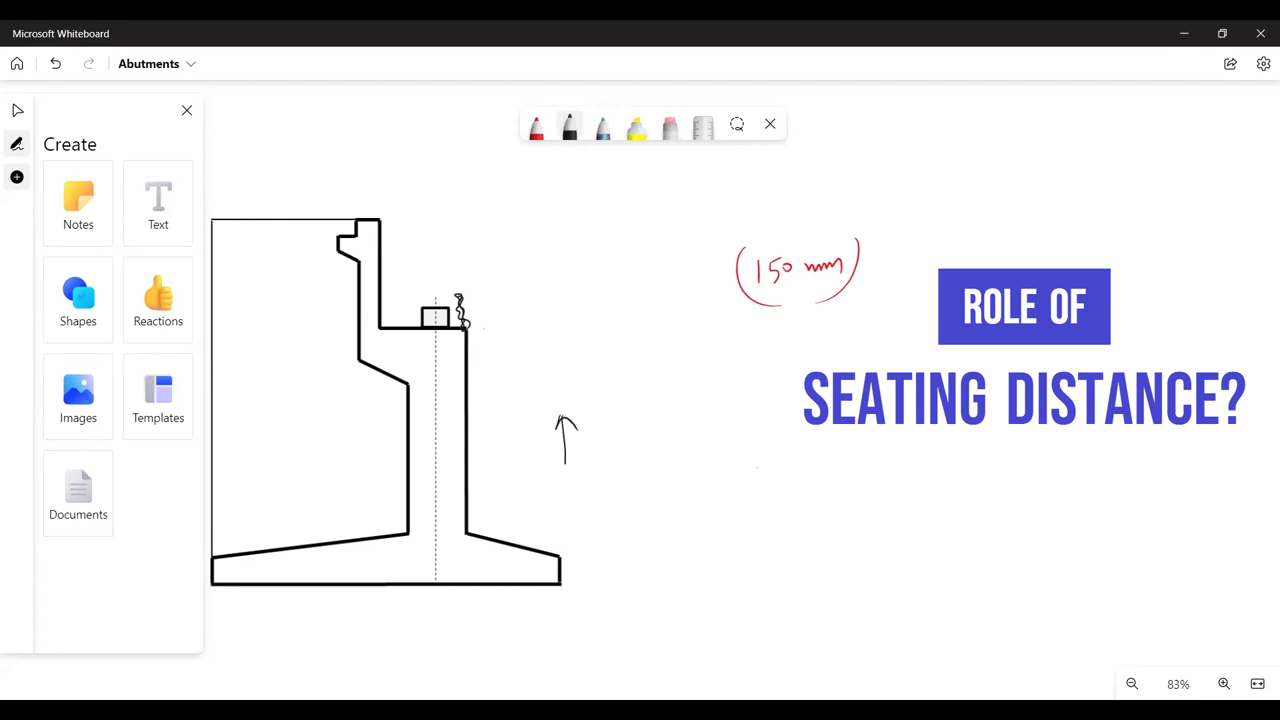 Microsoft Whiteboard
Abutments
Create
Notes
Text
Shapes
Reactions
Images
Templates
Documents
(150 mm)
ROLE OF
SEATING DISTANCE?
83%